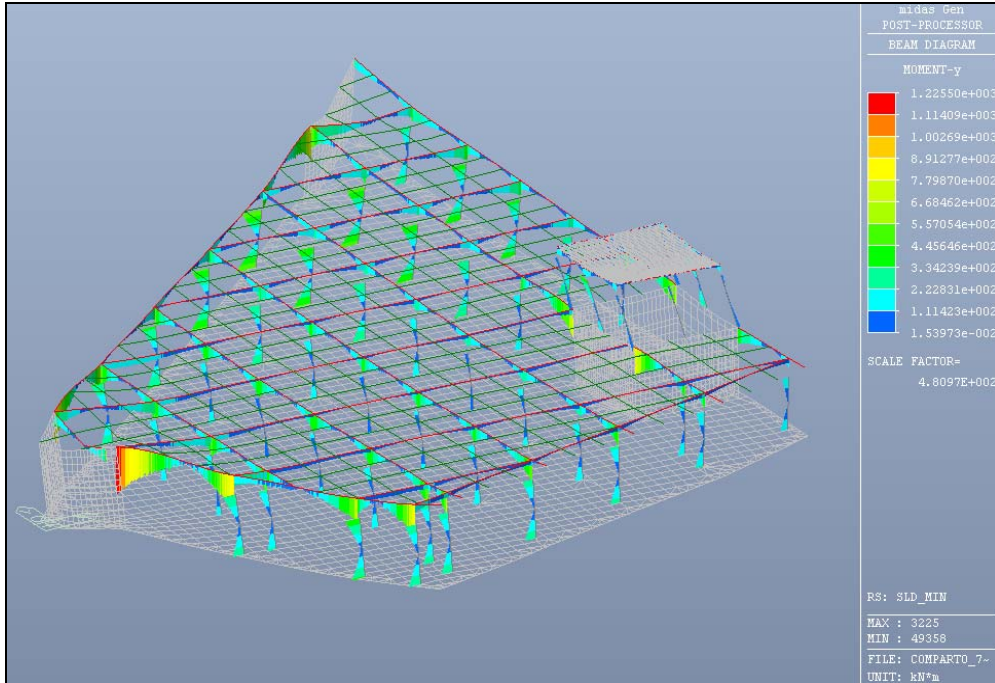 midas Gen
POST-PROCESSOR
BEAM DIAGRAM
MOMENT-y
1.22550e+003
1.11409e+003
1.00269e+003
8.91277e+002
7.79870e+002
6.68462e+002
5.57054e+002
4.45646e+002
3.34239e+002
2.22831e+002
1.11423e+002
1.53973e-002
SCALE FACTOR=
4.8097E+002
RS: SLD_MIN
MAX : 3225
MIN : 49358
FILE: COMPARTO_7~
UNIT: kN*m